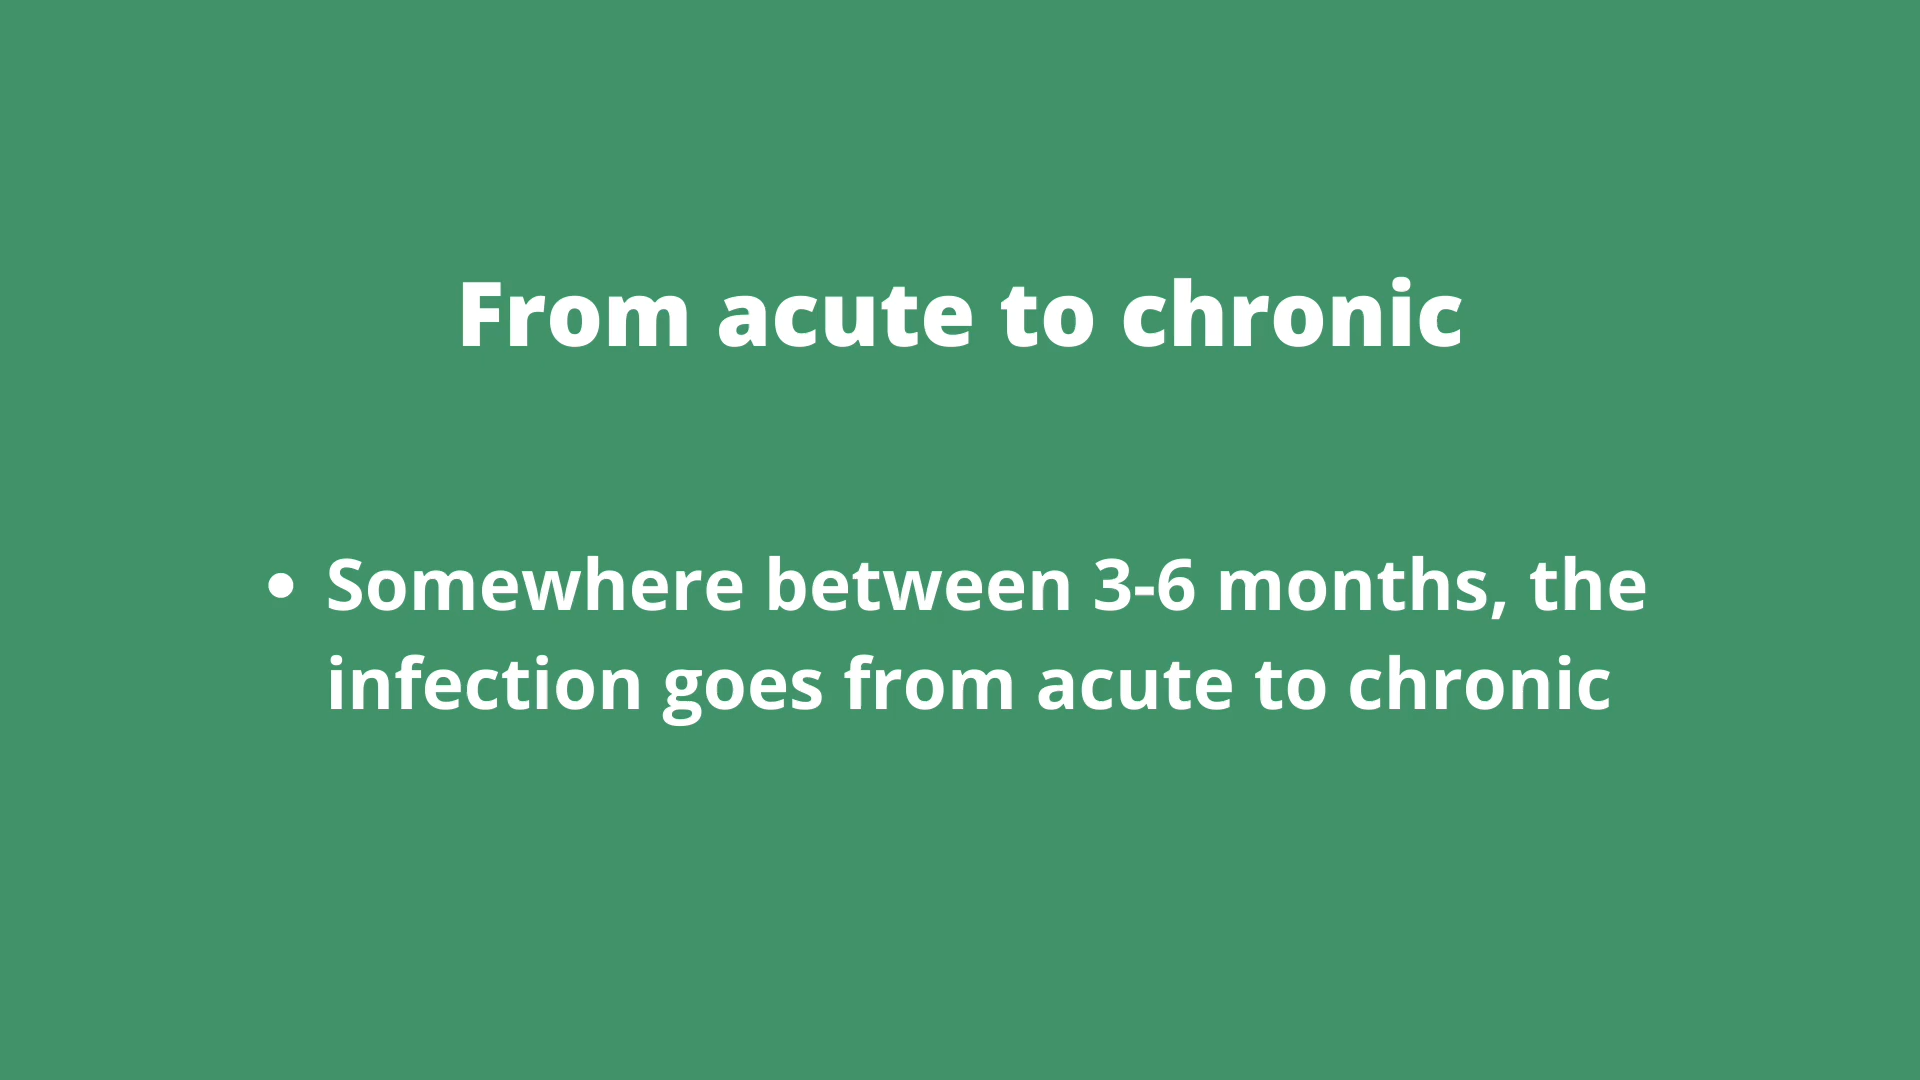 From acute to chronic
• Somewhere between 3-6 months, the
infection goes from acute to chronic